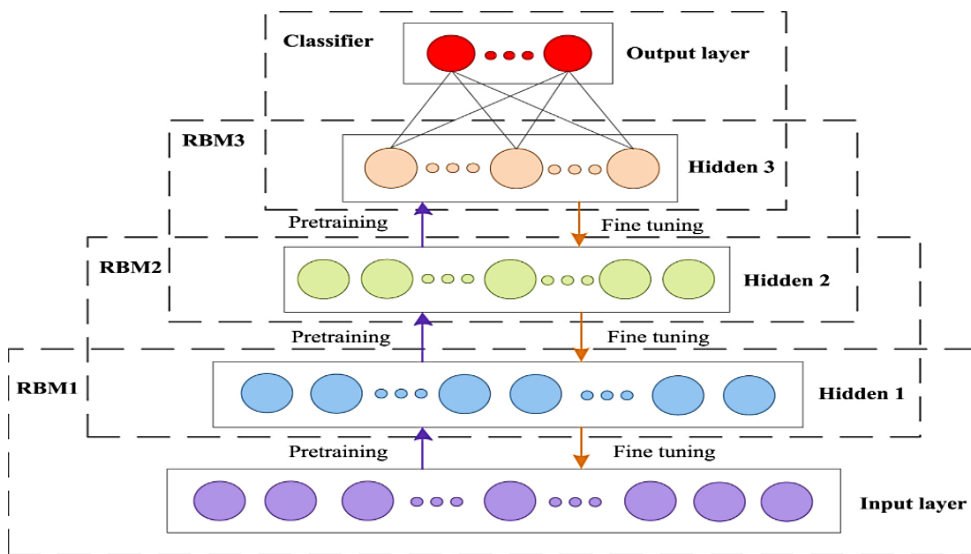 Classifier
Output layer
RBM3
Hidden 3
Pretraining
Fine tuning
RBM2
Hidden 2
Pretraining
Fine tuning
RBM1
Hidden 1
Pretraining
Fine tuning
Input layer